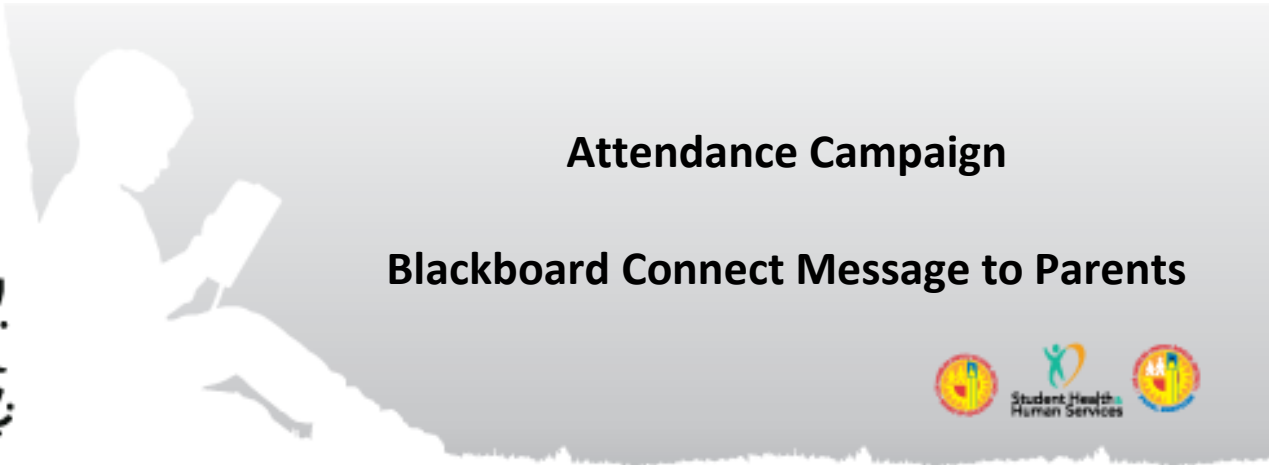 Attendance Campaign
Blackboard Connect Message to Parents
Student Health &
Human Services